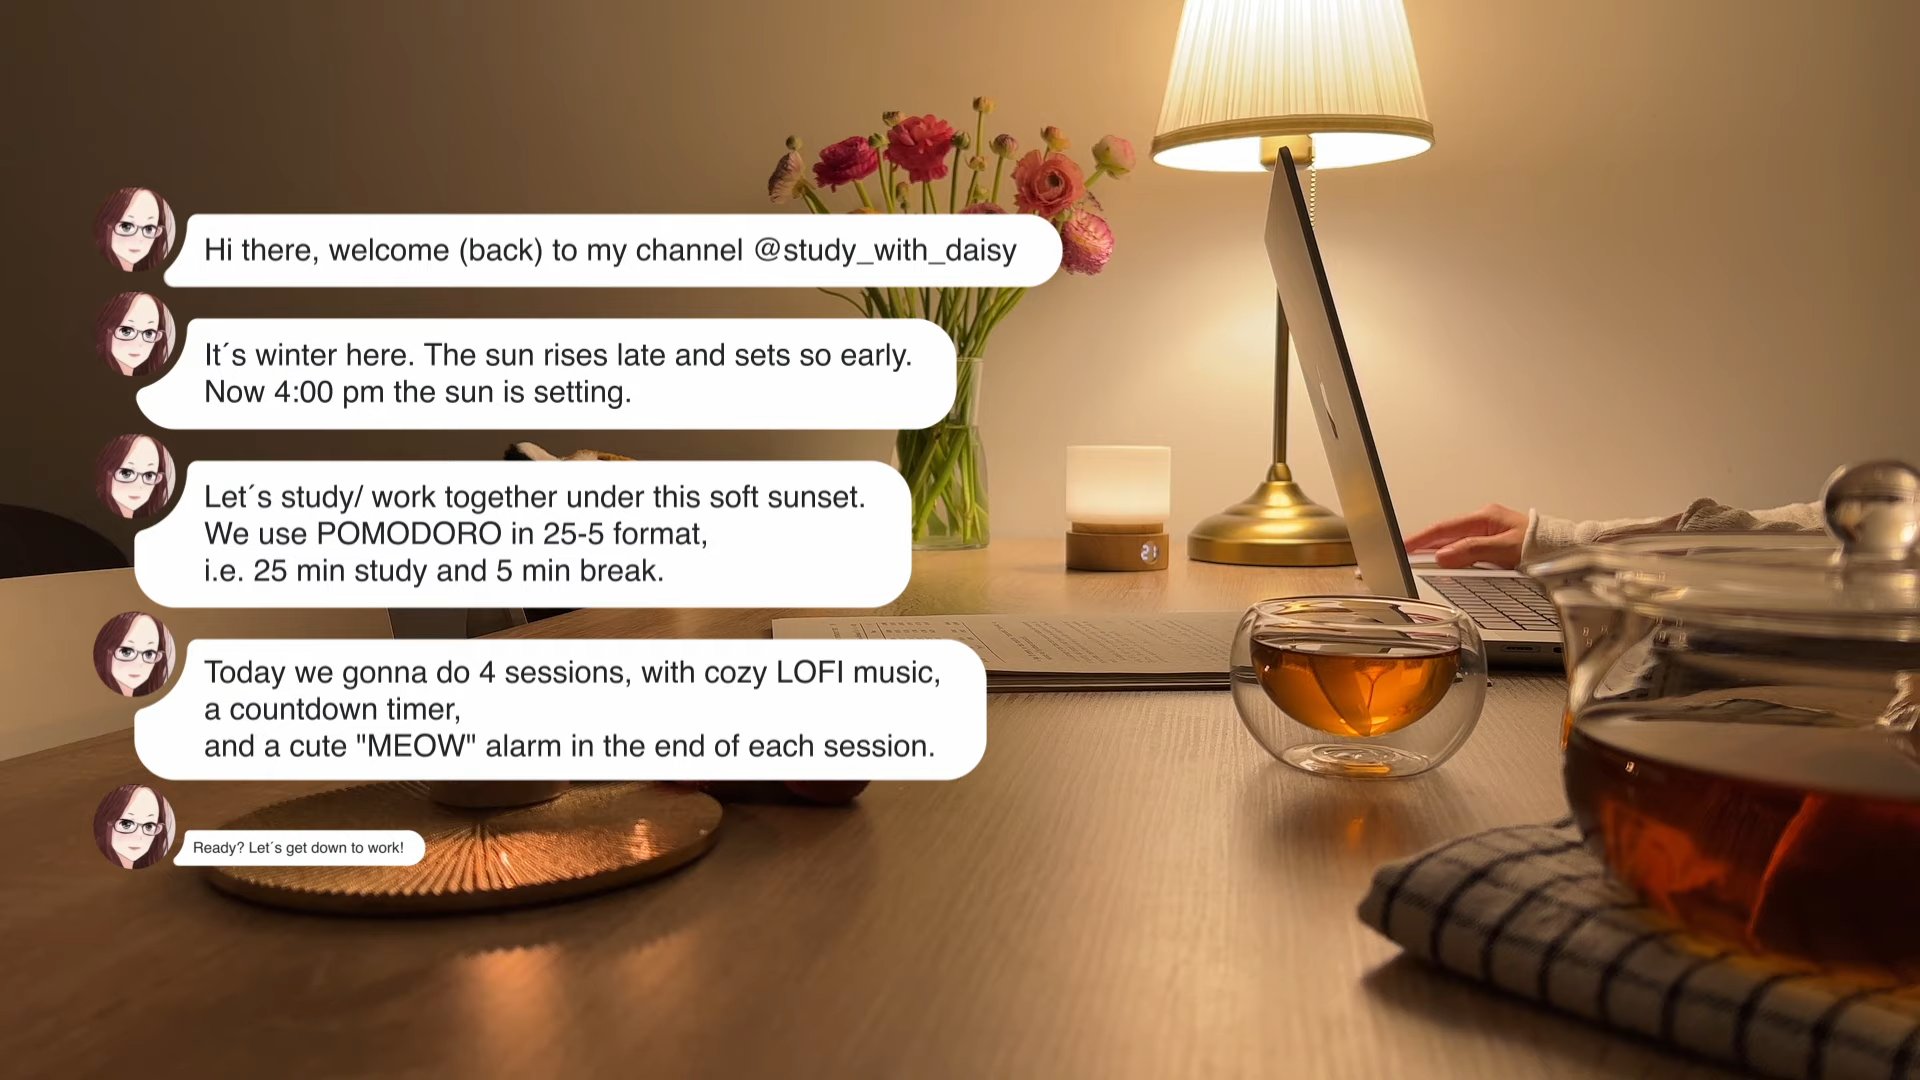 Hi there, welcome (back) to my channel @study_with_daisy
It´s winter here. The sun rises late and sets so early.
Now 4:00 pm the sun is setting.
Let´s study/ work together under this soft sunset.
We use POMODORO in 25-5 format,
i.e. 25 min study and 5 min break.
21
Today we gonna do 4 sessions, with cozy LOFI music,
a countdown timer,
and a cute "MEOW" alarm in the end of each session.
Ready? Let´s get down to work!